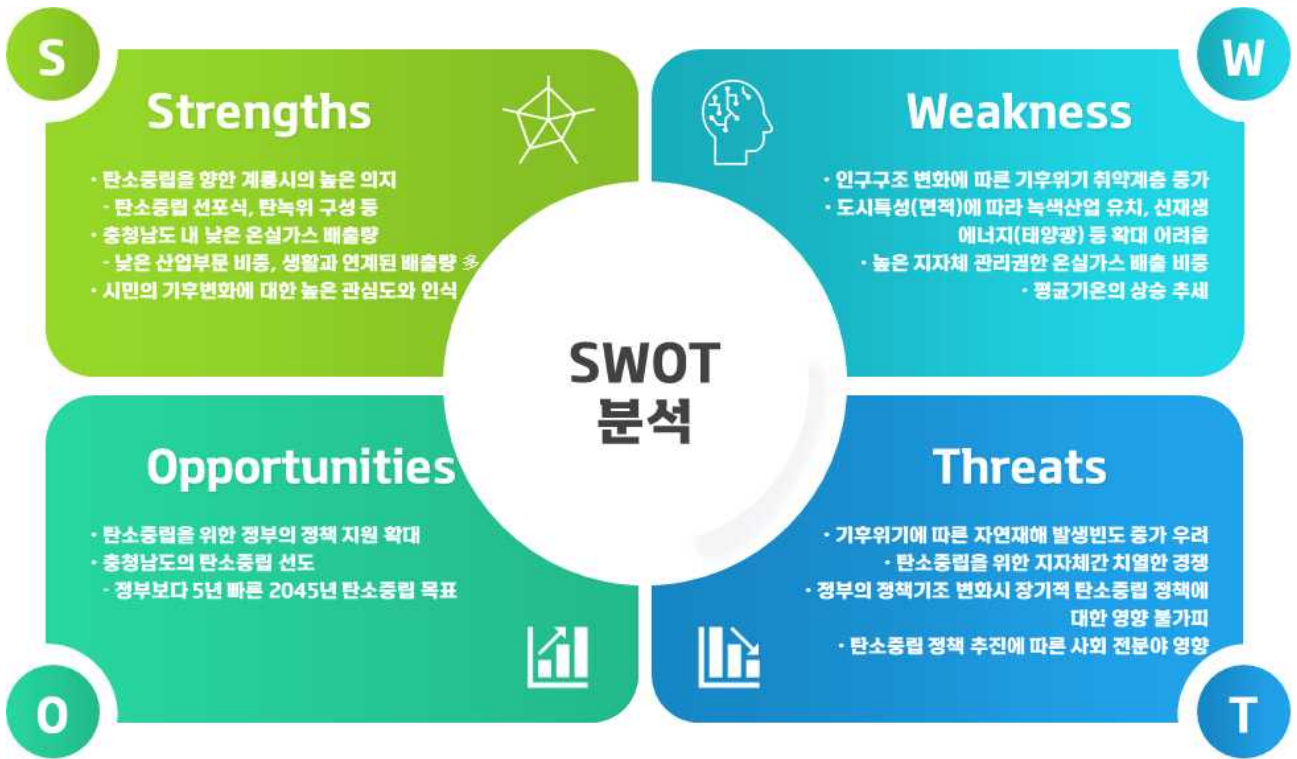 S
Strengths
· 탄소중립을 향한 계룡시의 높은 의지
- 탄소중립 선포식, 탄녹위 구성 등
· 충청남도 내 낮은 온실가스 배출량
- 낮은 산업부문 비중, 생활과 연계된 배출량 多
· 시민의 기후변화에 대한 높은 관심도와 인식
W
Weakness
· 인구구조 변화에 따른 기후위기 취약계층 증가
· 도시특성(면적)에 따라 녹색산업 유치, 신재생
에너지(태양광) 등 확대 어려움
· 높은 지자체 관리권한 온실가스 배출 비중
· 평균기온의 상승 추세
SWOT
분석
Opportunities
· 탄소중립을 위한 정부의 정책 지원 확대
· 충청남도의 탄소중립 선도
- 정부보다 5년 빠른 2045년 탄소중립 목표
O
Threats
· 기후위기에 따른 자연재해 발생빈도 증가 우려
· 탄소중립을 위한 지자체간 치열한 경쟁
· 정부의 정책기조 변화시 장기적 탄소중립 정책에
대한 영향 불가피
· 탄소중립 정책 추진에 따른 사회 전분야 영향
T